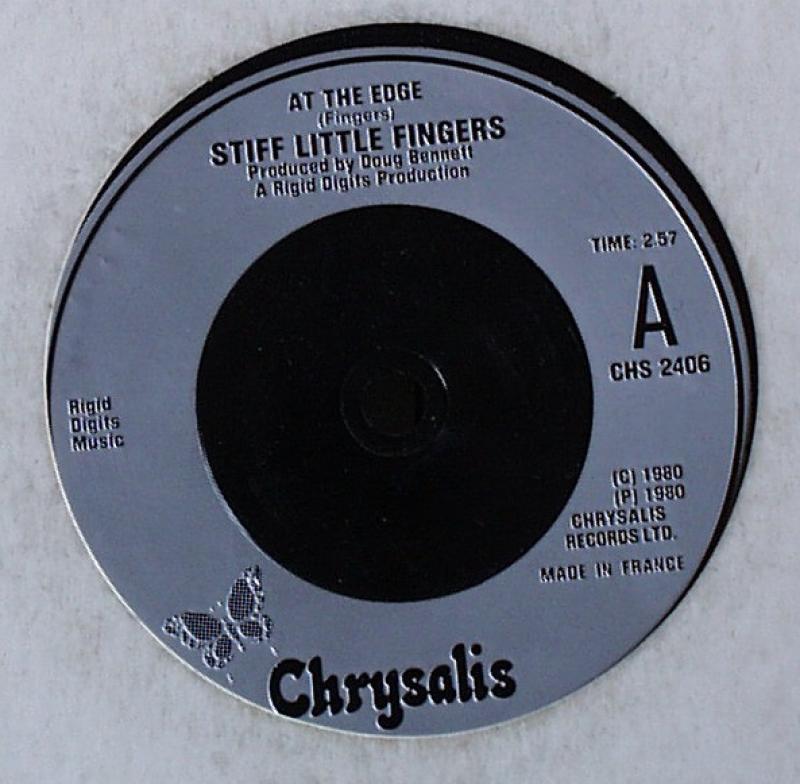 AT THE EDGE
(Fingers)
STIFF LITTLE FINGERS
Produced by Doug Bennett
A Rigid Digits Production
TIME: 2.57
A
CHS 2406
Rigid
Digits
Music
(C) 1980
(P) 1980
CHRYSALIS
RECORDS LTD.
MADE IN FRANCE
Chrysalis